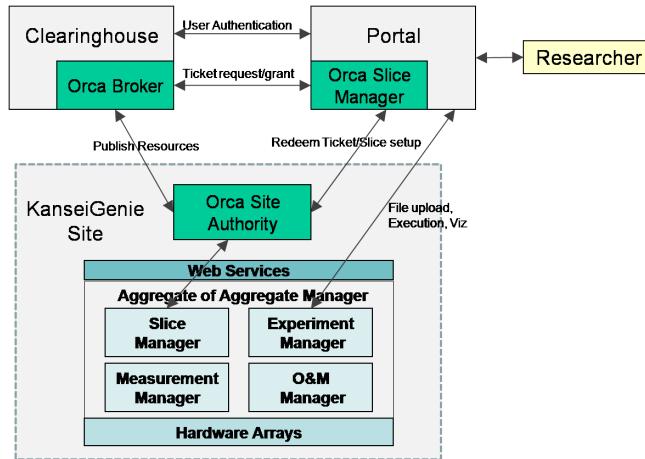 Clearinghouse
User Authentication
Portal
Researcher
Orca Broker
Ticket request/grant
Orca Slice
Manager
Publish Resources
Redeem Ticket/Slice setup
KanseiGenie
Site
Orca Site
Authority
File upload,
Execution, Viz
Web Services
Aggregate of Aggregate Manager
Slice
Manager
Experiment
Manager
Measurement
Manager
O&M
Manager
Hardware Arrays